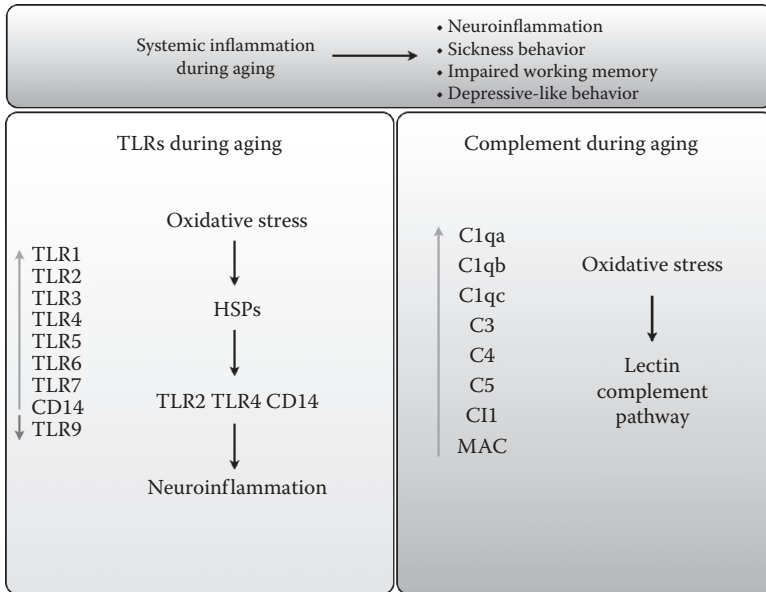 Systemic inflammation
during aging
• Neuroinflammation
• Sickness behavior
• Impaired working memory
• Depressive-like behavior
TLRs during aging
TLR1
TLR2
TLR3
TLR4
TLR5
TLR6
TLR7
CD14
TLR9
Oxidative stress
HSPs
TLR2 TLR4 CD14
Neuroinflammation
Complement during aging
C1qa
C1qb
C1qc
C3
C4
C5
CI1
MAC
Oxidative stress
Lectin
complement
pathway